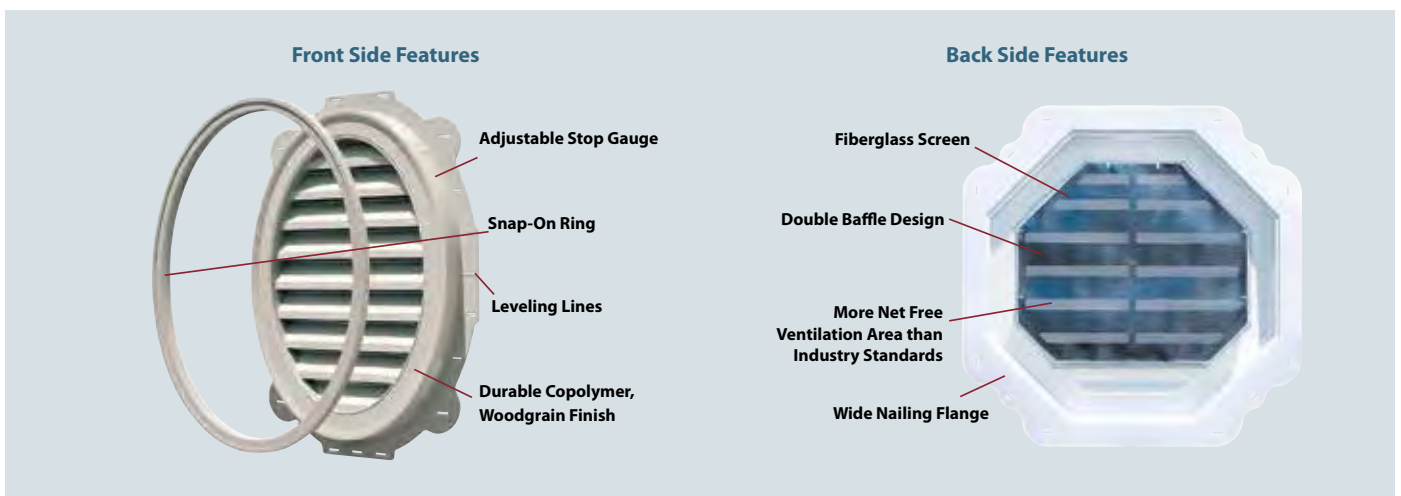 Front Side Features
Adjustable Stop Gauge
Snap-On Ring
Leveling Lines
Durable Copolymer,
Woodgrain Finish
Back Side Features
Fiberglass Screen
Double Baffle Design
More Net Free
Ventilation Area than
Industry Standards
Wide Nailing Flange